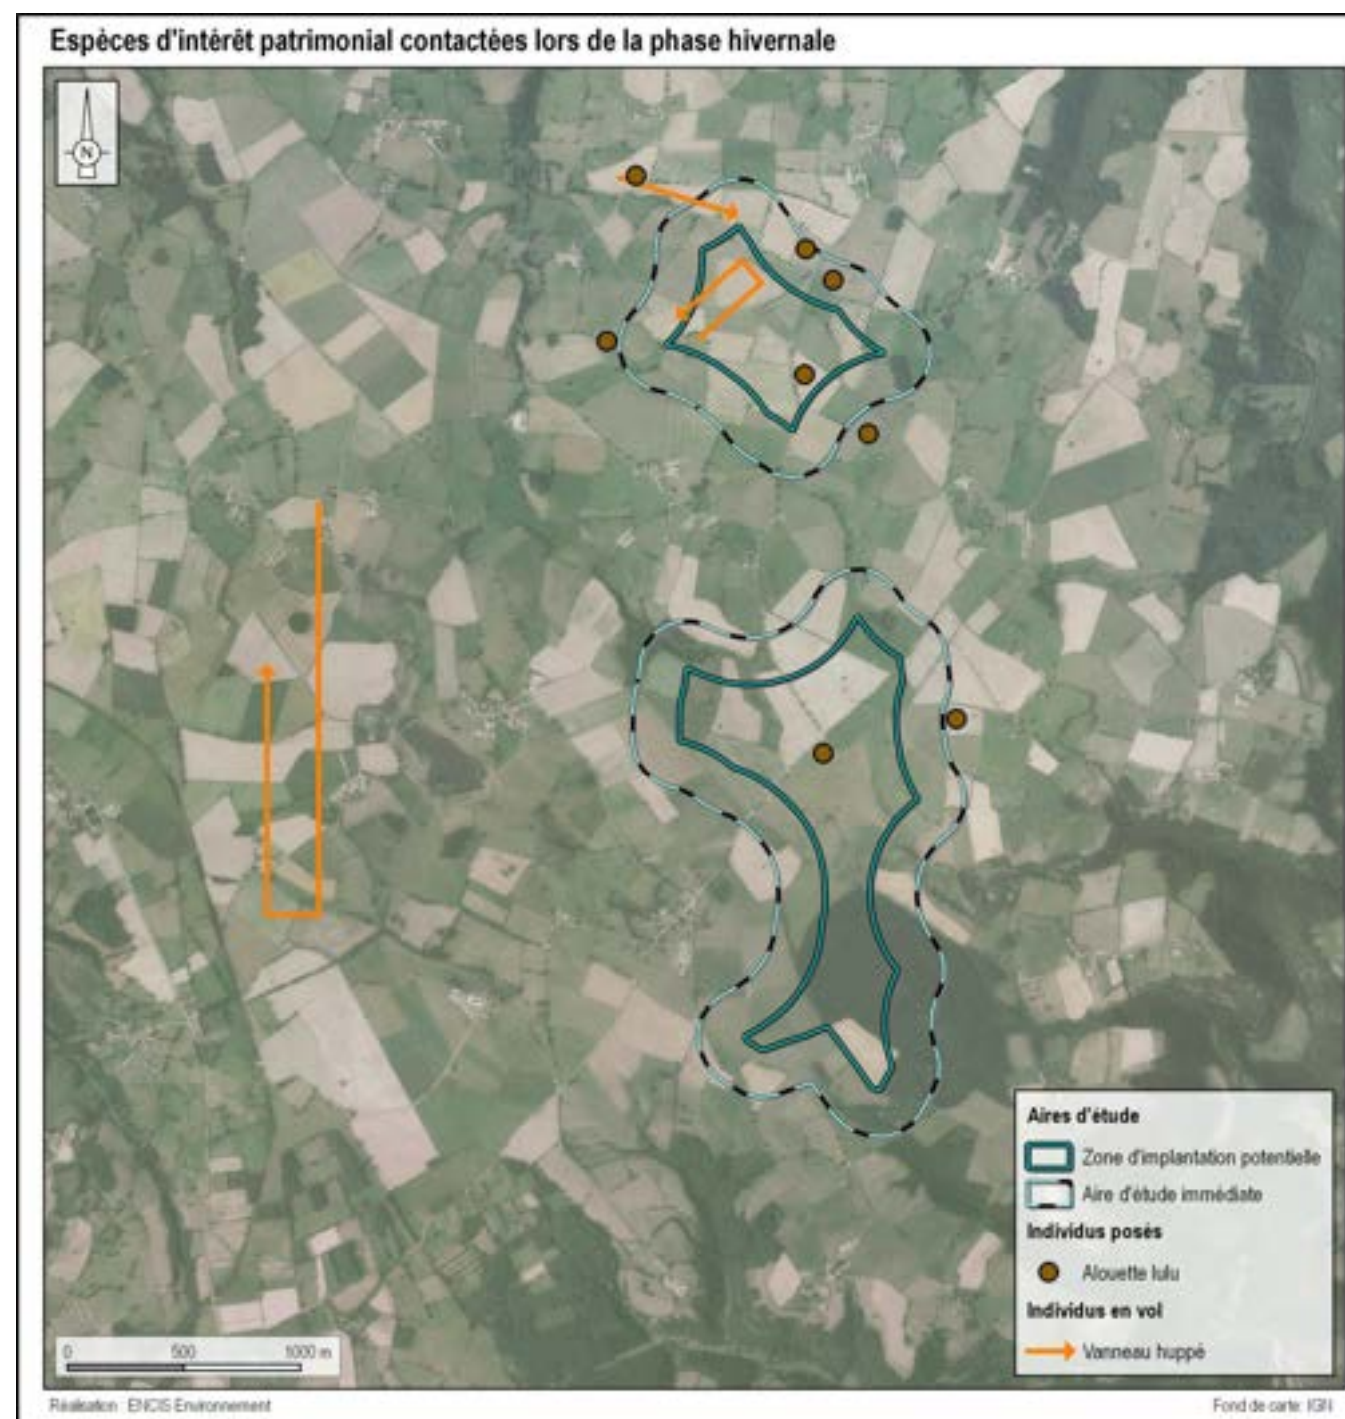 Espèces d'intérêt patrimonial contactées lors de la phase hivernale
N
Aires d'étude
Zone d'implantation potentielle
Aire d'étude immédiate
Individus posés
Alouette lulu
Individus en vol
Vanneau huppé
0 500 1000 m
Réalisation : ENCIS Environnement
Fond de carte: IGN